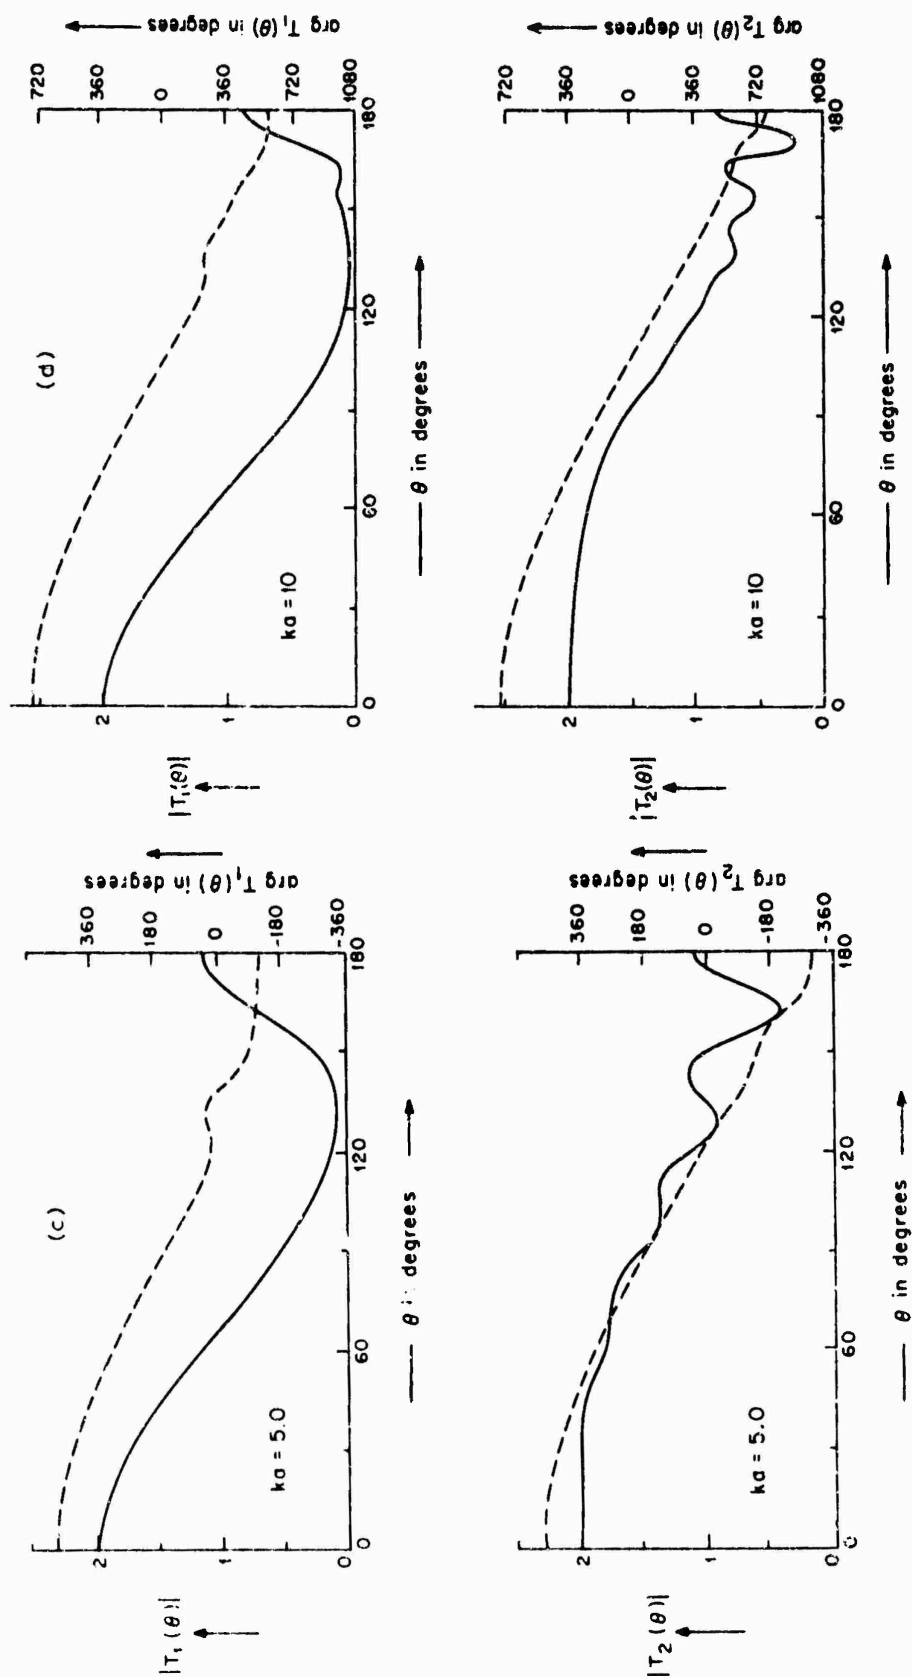 (c)
|T₁(θ)|
2
1
0
ka = 5.0
0
60
120
180
θ in degrees
arg T₁(θ) in degrees
360
180
0
-180
-360
(d)
|T₁(θ)|
2
1
0
ka = 10
0
60
120
180
θ in degrees
arg T₁(θ) in degrees
720
360
0
360
720
1080
|T₂(θ)|
2
1
0
ka = 5.0
0
60
120
180
θ in degrees
arg T₂(θ) in degrees
360
180
0
-180
-360
|T₂(θ)|
2
1
0
ka = 10
0
60
120
180
θ in degrees
arg T₂(θ) in degrees
720
360
0
360
720
1080